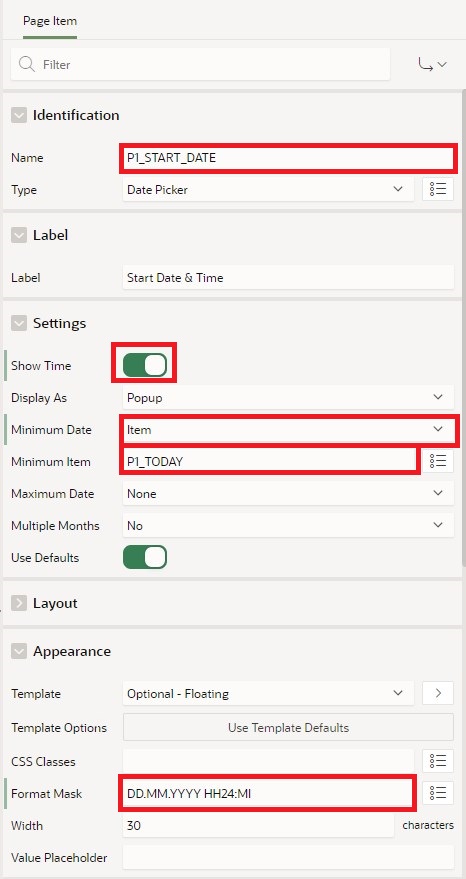 Page Item
Filter
Identification
Name P1_START_DATE
Type Date Picker
Label
Label Start Date & Time
Settings
Show Time
Display As Popup
Minimum Date Item
Minimum Item P1_TODAY
Maximum Date None
Multiple Months No
Use Defaults
Layout
Appearance
Template Optional - Floating
Template Options Use Template Defaults
CSS Classes
Format Mask DD.MM.YYYY HH24:MI
Width 30 characters
Value Placeholder